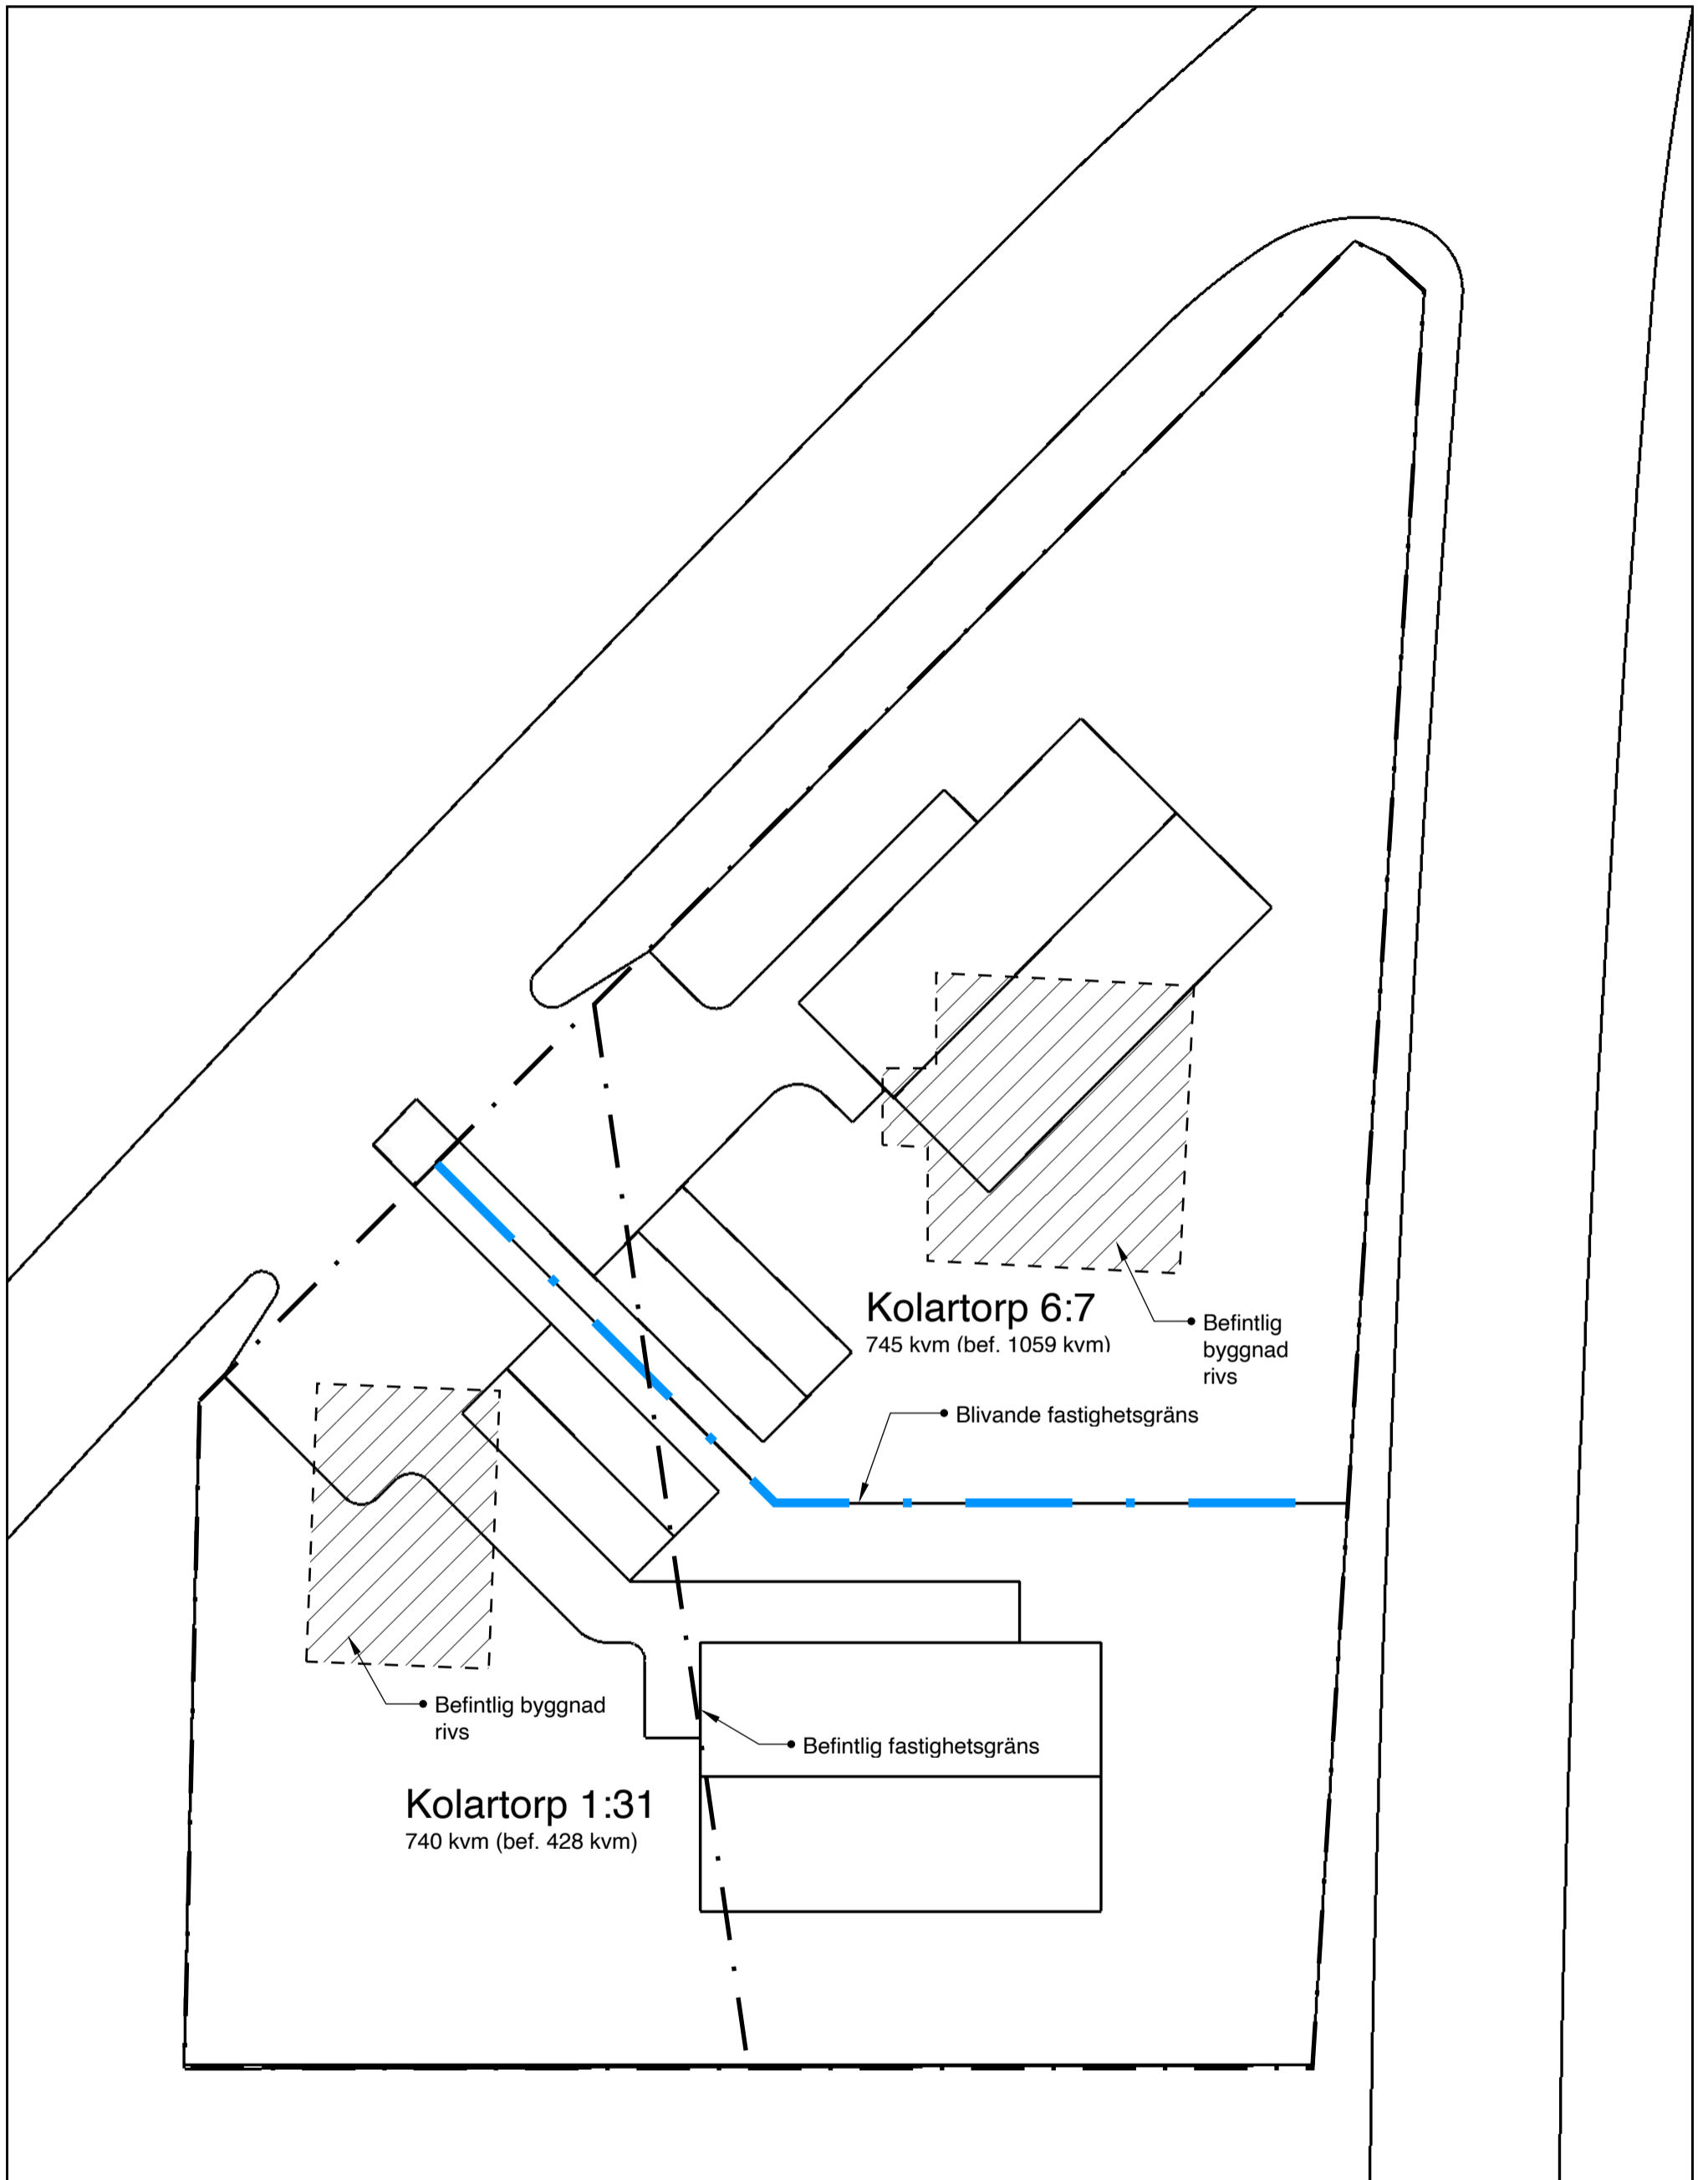 Kolartorp 6:7
745 kvm (bef. 1059 kvm)
Befintlig
byggnad
rivs
Blivande fastighetsgräns
Befintlig byggnad
rivs
Befintlig fastighetsgräns
Kolartorp 1:31
740 kvm (bef. 428 kvm)